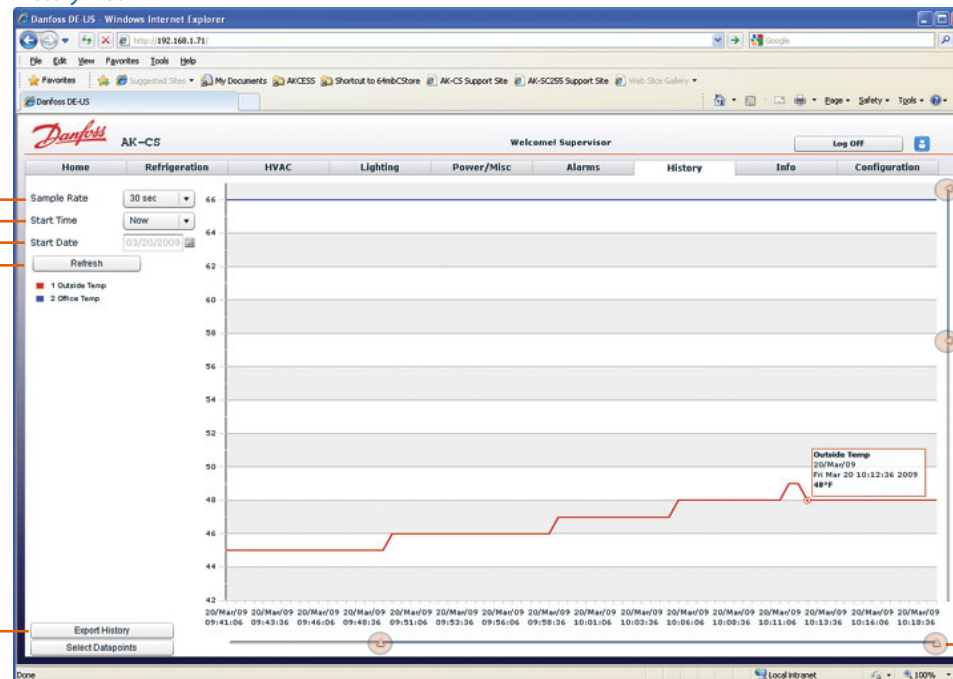 Danfoss DE-US - Windows Internet Explorer
http://192.168.1.71/
Google
File Edit View Favorites Tools Help
Favorites Suggested Sites My Documents AKCESS Shortcut to 64mbCStore AK-CS Support Site AK-SC255 Support Site Web Slice Gallery
Danfoss DE-US
Page Safety Tools
Danfoss AK-CS
Welcome! Supervisor
Log Off
Home Refrigeration HVAC Lighting Power/Misc Alarms History Info Configuration
Sample Rate 30 sec
Start Time Now
Start Date 03/20/2009
Refresh
1 Outside Temp
2 Office Temp
66
64
62
60
58
56
54
52
50
48
46
44
42
Outside Temp
20/Mar/09
Fri Mar 20 10:12:36 2009
48°F
20/Mar/09 20/Mar/09 20/Mar/09 20/Mar/09 20/Mar/09 20/Mar/09 20/Mar/09 20/Mar/09 20/Mar/09 20/Mar/09 20/Mar/09 20/Mar/09 20/Mar/09 20/Mar/09 20/Mar/09 20/Mar/09
09:41:06 09:43:36 09:46:06 09:48:36 09:51:06 09:53:36 09:56:06 09:58:36 10:01:06 10:03:36 10:06:06 10:08:36 10:11:06 10:13:36 10:16:06 10:18:36
Export History
Select Datapoints
Done
Local intranet
100%